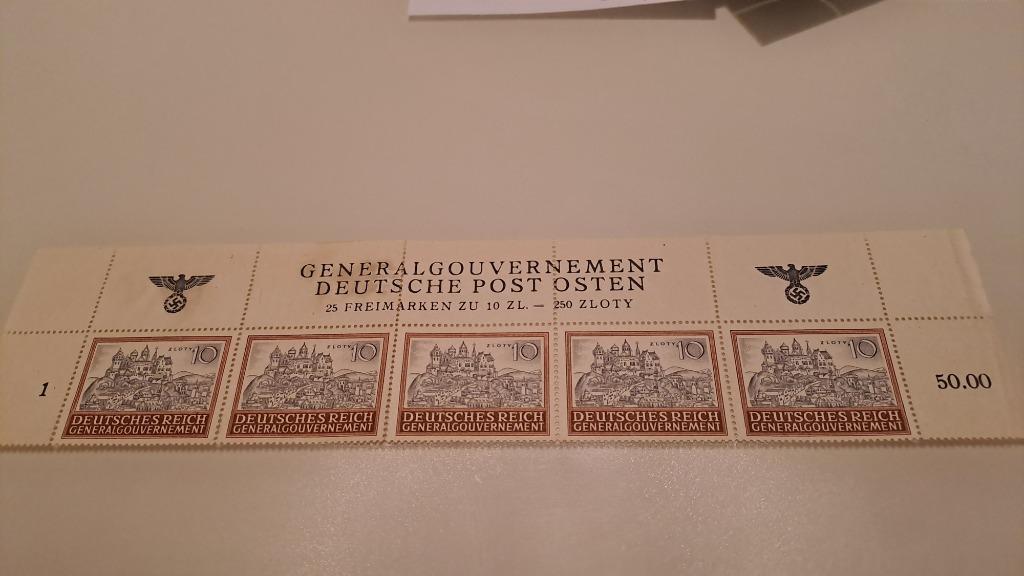 GENERALGOUVERNEMENT
DEUTSCHE POST OSTEN
25 FREIMARKEN ZU 10 ZL. — 250 ZLOTY
1
ZLOTY 10
DEUTSCHES REICH
GENERALGOUVERNEMENT
ZLOTY 10
DEUTSCHES REICH
GENERALGOUVERNEMENT
ZLOTY 10
DEUTSCHES REICH
GENERALGOUVERNEMENT
ZLOTY 10
DEUTSCHES REICH
GENERALGOUVERNEMENT
ZLOTY 10
DEUTSCHES REICH
GENERALGOUVERNEMENT
50.00